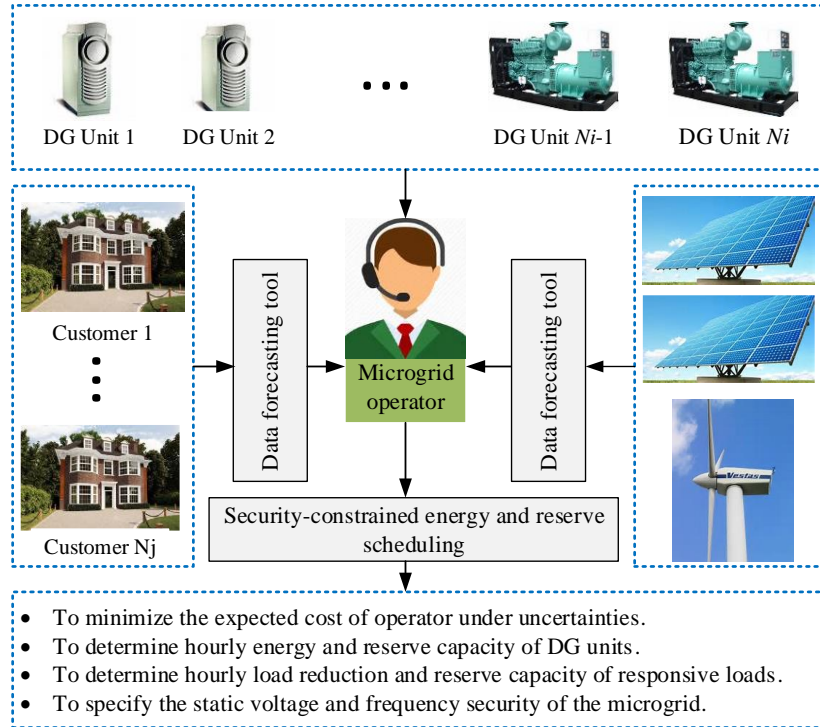 DG Unit 1
DG Unit 2
DG Unit Ni-1
DG Unit Ni
Customer 1
Customer Nj
Data forecasting tool
Microgrid
operator
Data forecasting tool
Vestas
Security-constrained energy and reserve
scheduling
• To minimize the expected cost of operator under uncertainties.
• To determine hourly energy and reserve capacity of DG units.
• To determine hourly load reduction and reserve capacity of responsive loads.
• To specify the static voltage and frequency security of the microgrid.